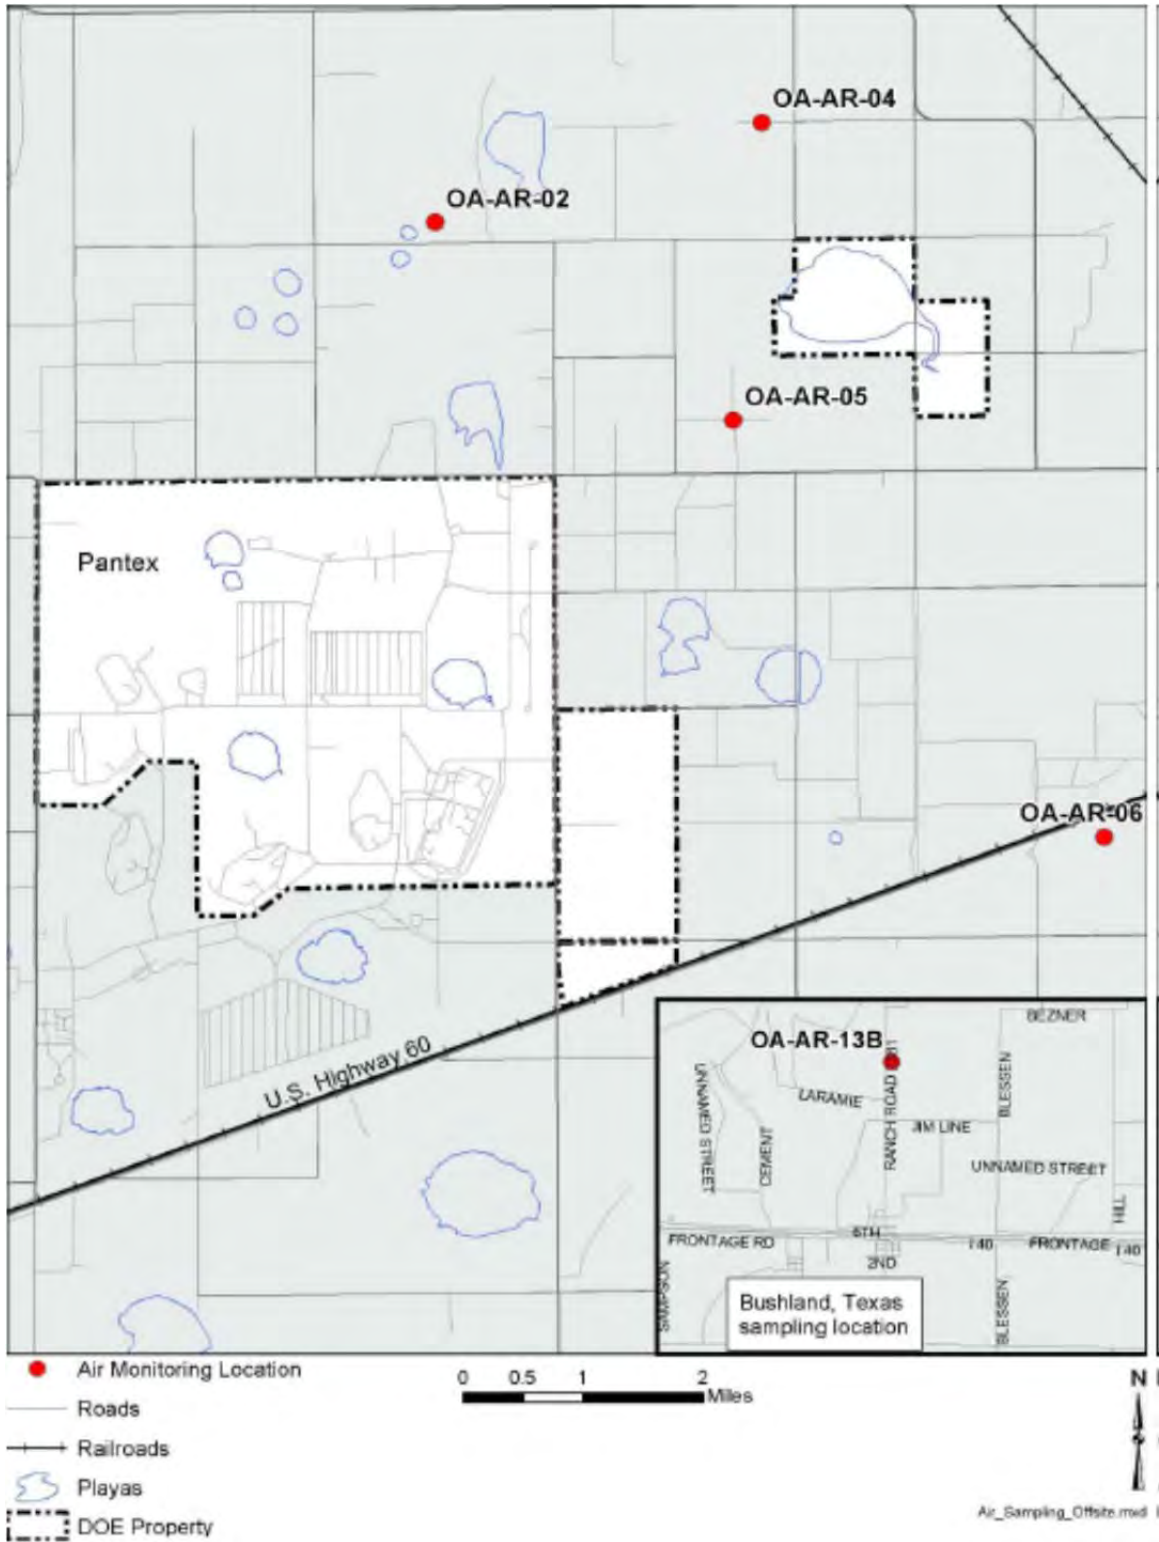 OA-AR-04
OA-AR-02
OA-AR-05
Pantex
OA-AR-06
U.S. Highway 60
BEZNER
OA-AR-13B
UNNAMED STREET
LARAMIE
CEMENT
RANCH ROAD
BLESSEN
JIM LINE
UNNAMED STREET
HILL
6TH
FRONTAGE RD
I 40
FRONTAGE
I 40
2ND
SAMPSON
BLESSEN
Bushland, Texas
sampling location
Air Monitoring Location
Roads
Railroads
Playas
DOE Property
0 0.5 1 2
Miles
N
Air_Sampling_Offsite.mxd